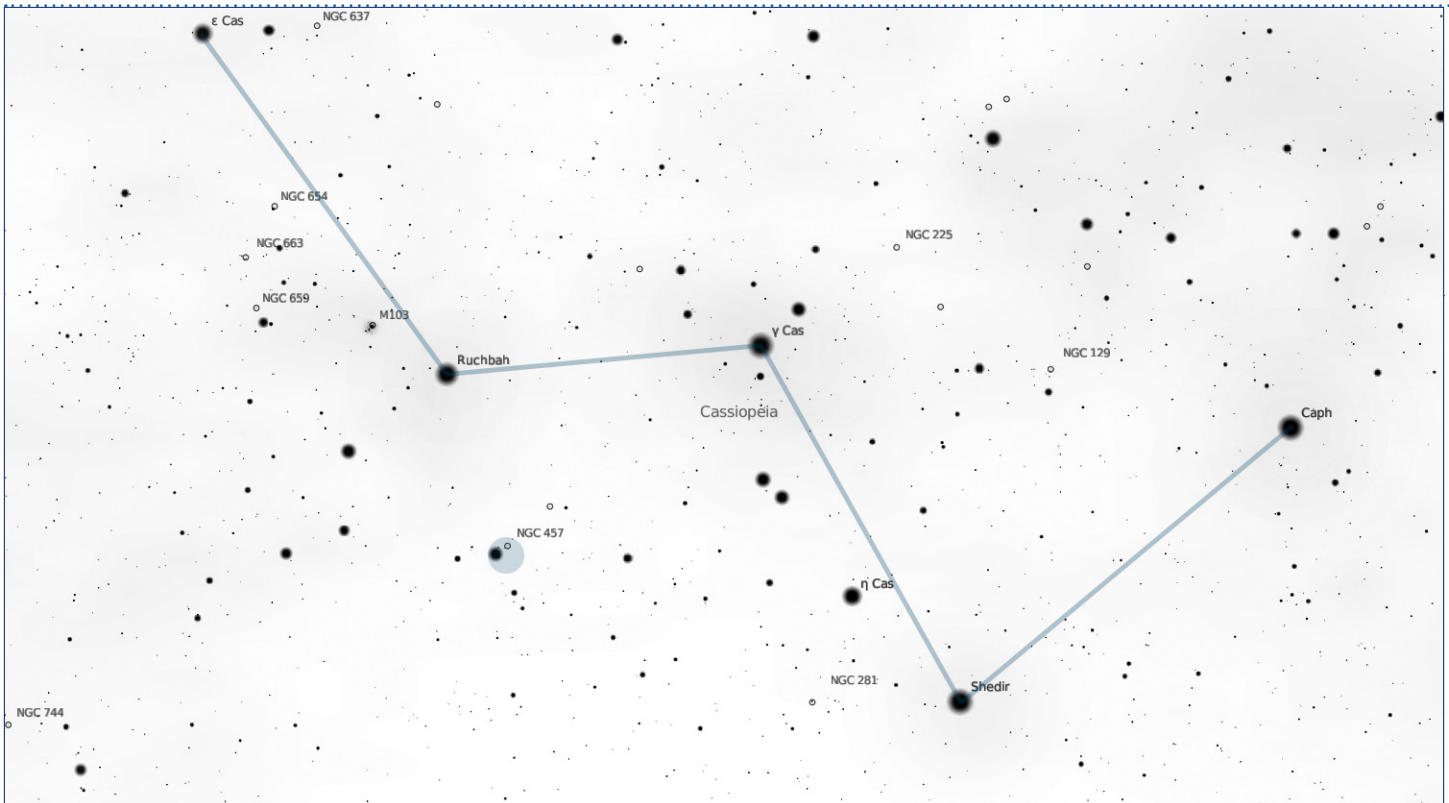 ε Cas
NGC 637
NGC 654
NGC 225
NGC 663
NGC 659
M103
γ Cas
Ruchbah
NGC 129
Cassiopeia
Caph
NGC 457
η Cas
NGC 281
Shedir
NGC 744